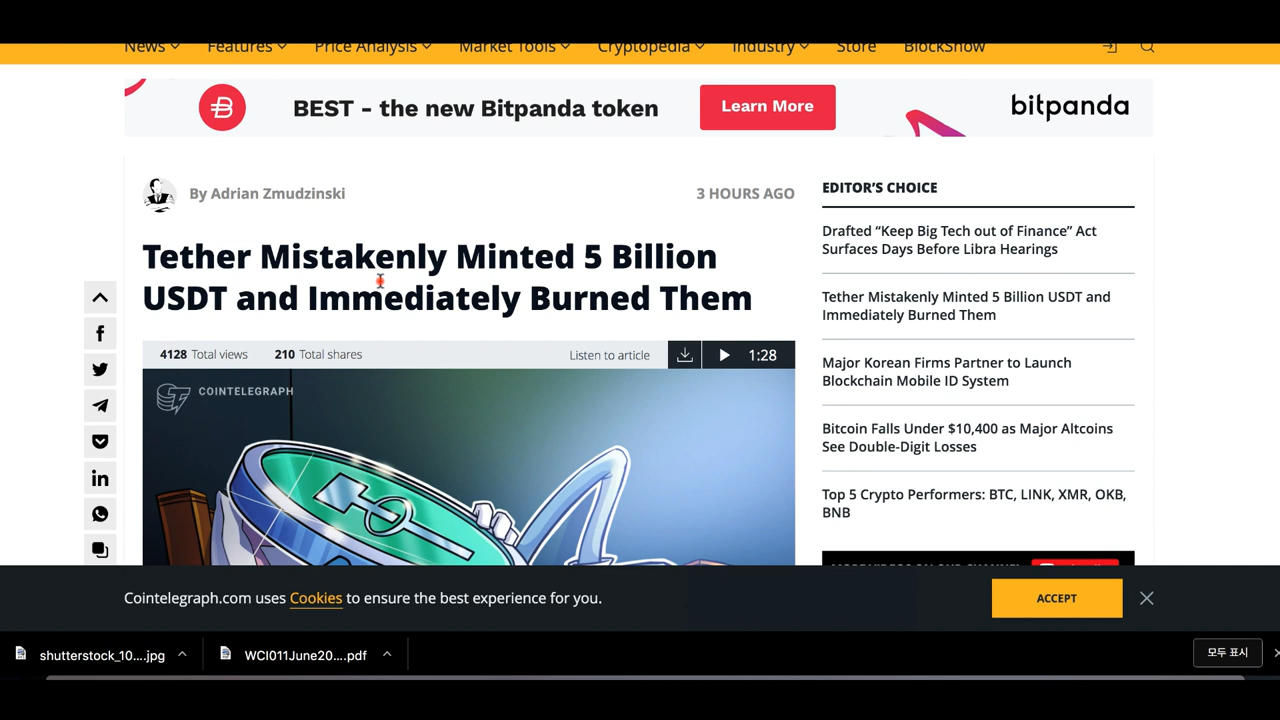 News Features Price Analysis Market Tools Cryptopedia Industry Store BlockShow
BEST - the new Bitpanda token
Learn More
bitpanda
By Adrian Zmudzinski
3 HOURS AGO
Tether Mistakenly Minted 5 Billion
USDT and Immediately Burned Them
4128 Total views 210 Total shares
Listen to article
1:28
COINTELEGRAPH
EDITOR'S CHOICE
Drafted “Keep Big Tech out of Finance” Act
Surfaces Days Before Libra Hearings
Tether Mistakenly Minted 5 Billion USDT and
Immediately Burned Them
Major Korean Firms Partner to Launch
Blockchain Mobile ID System
Bitcoin Falls Under $10,400 as Major Altcoins
See Double-Digit Losses
Top 5 Crypto Performers: BTC, LINK, XMR, OKB,
BNB
Cointelegraph.com uses Cookies to ensure the best experience for you.
ACCEPT
shutterstock_10....jpg
WCI011June20....pdf
모두 표시